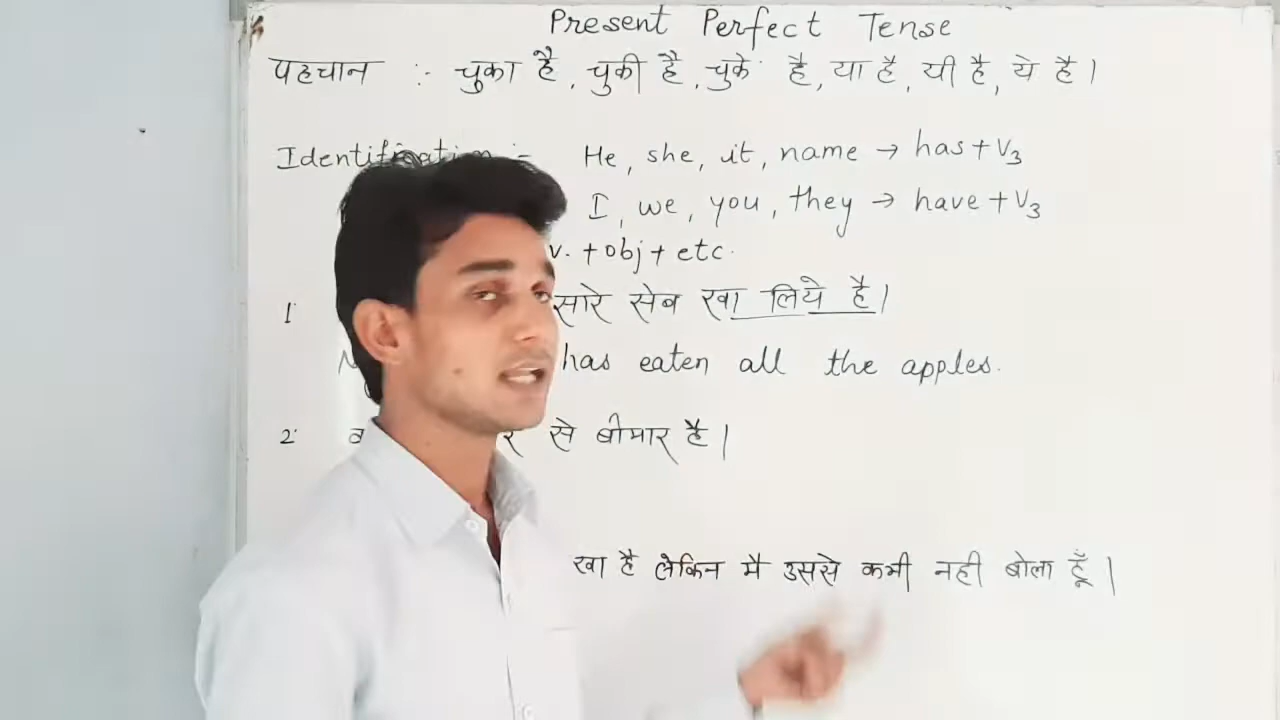 Present Perfect Tense
पहचान :- चुका है, चुकी है, चुके है, या है, यी है, ये है।
Identification :- He, she, it, name → has + V3
I, we, you, they → have + V3
v. + obj + etc.
1 सारे सेब खा लिये है।
has eaten all the apples.
2 से बीमार है।
है लेकिन मै उससे कभी नही बोला हूँ।